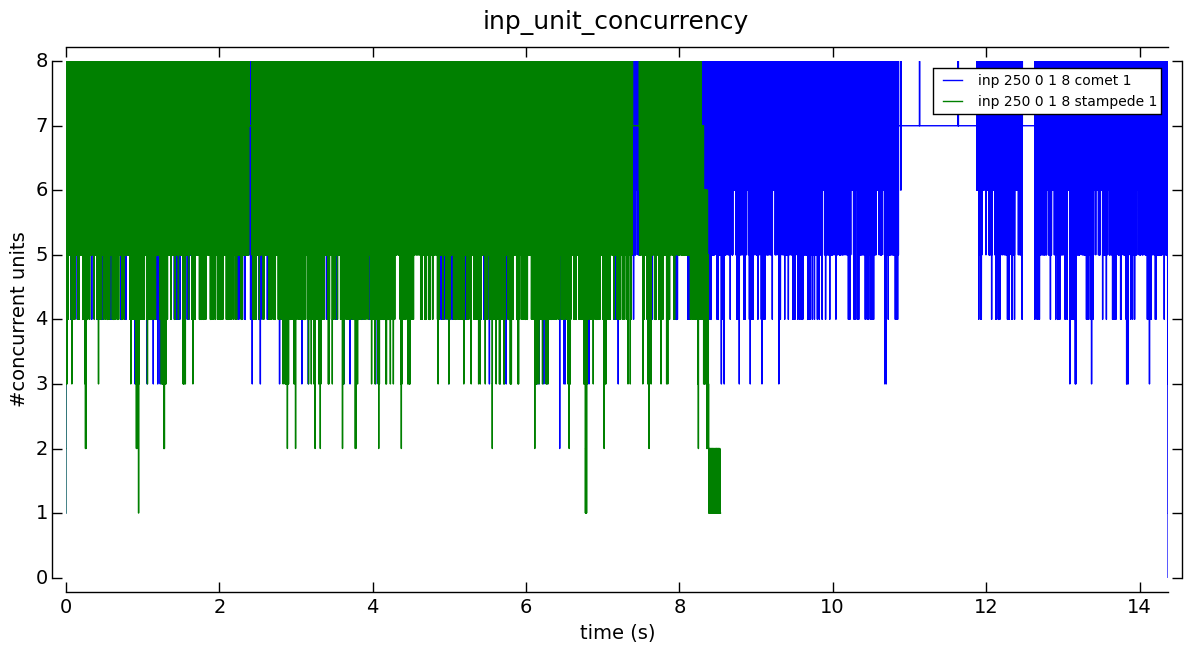 inp_unit_concurrency
8
7
6
5
4
3
2
1
0
#concurrent units
inp 250 0 1 8 comet 1
inp 250 0 1 8 stampede 1
0 2 4 6 8 10 12 14
time (s)